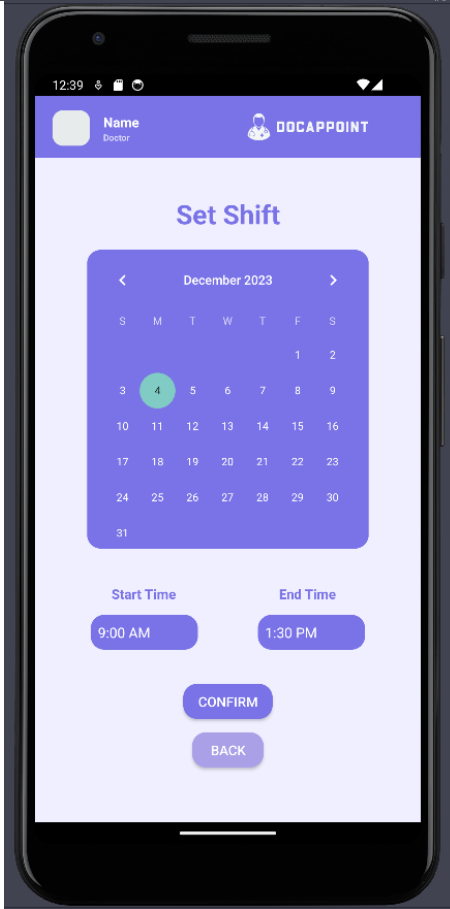 12:39
Name
Doctor
DOCAPPOINT
Set Shift
December 2023
S M T W T F S
1 2
3 4 5 6 7 8 9
10 11 12 13 14 15 16
17 18 19 20 21 22 23
24 25 26 27 28 29 30
31
Start Time End Time
9:00 AM 1:30 PM
CONFIRM
BACK